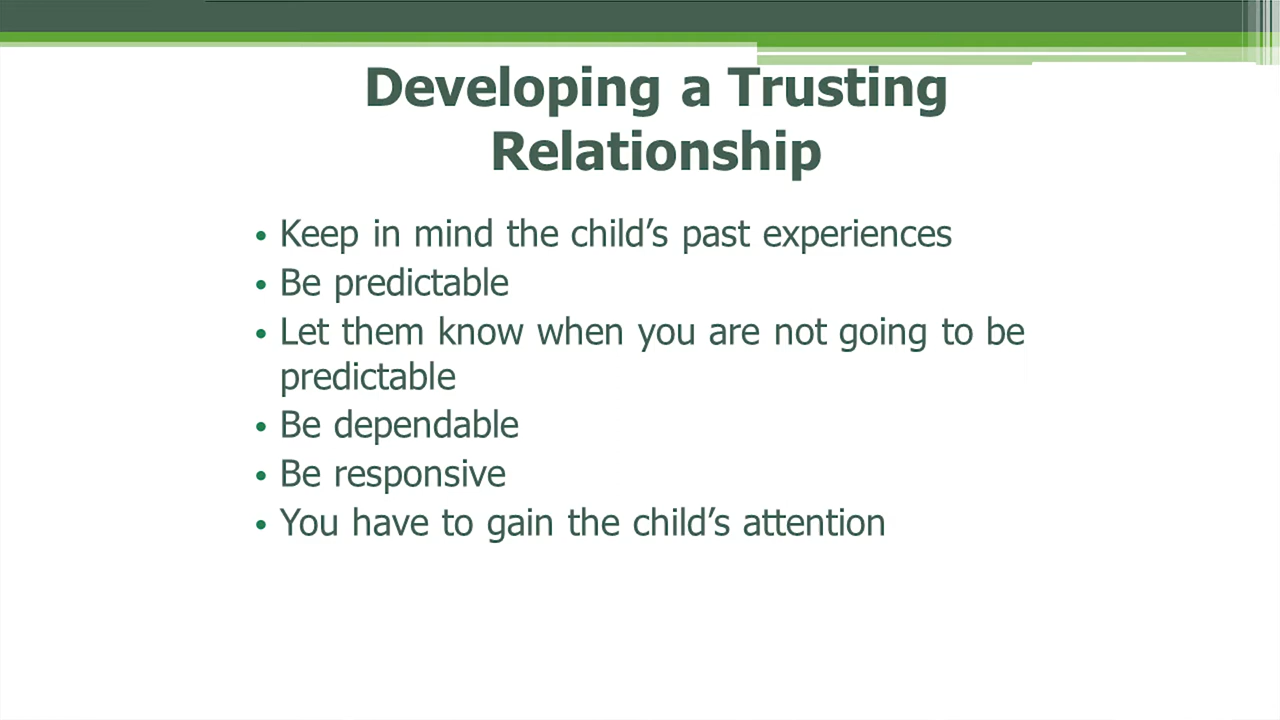 Developing a Trusting
Relationship
• Keep in mind the child’s past experiences
• Be predictable
• Let them know when you are not going to be
predictable
• Be dependable
• Be responsive
• You have to gain the child’s attention